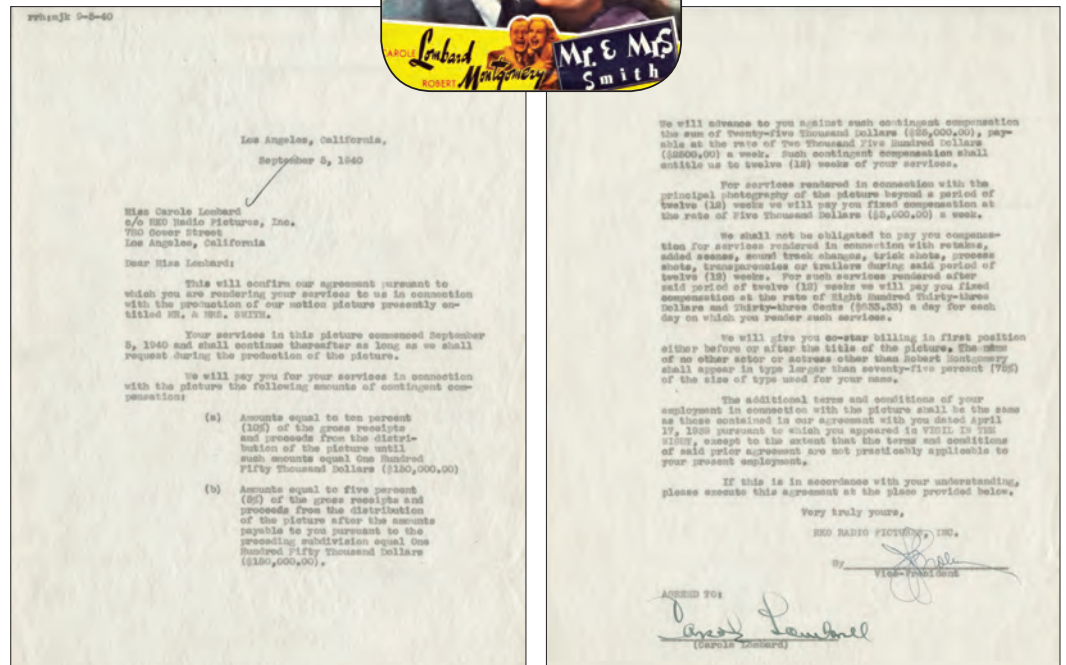 rvh:mjk 9-5-40
CAROLE Lombard
ROBERT Montgomery
Mr. & Mrs.
Smith
Los Angeles, California,
September 5, 1940
Miss Carole Lombard
c/o RKO Radio Pictures, Inc.
780 Gower Street
Los Angeles, California
Dear Miss Lombard:
This will confirm our agreement pursuant to
which you are rendering your services to us in connection
with the production of our motion picture presently en-
titled MR. & MRS. SMITH.
Your services in this picture commenced September
5, 1940 and shall continue thereafter as long as we shall
request during the production of the picture.
We will pay you for your services in connection
with the picture the following amounts of contingent com-
pensation:
(a) Amounts equal to ten percent
(10%) of the gross receipts
and proceeds from the distri-
bution of the picture until
such amounts equal One Hundred
Fifty Thousand Dollars ($150,000.00)
(b) Amounts equal to five percent
(5%) of the gross receipts and
proceeds from the distribution
of the picture after the amounts
payable to you pursuant to the
preceding subdivision equal One
Hundred Fifty Thousand Dollars
($150,000.00).
We will advance to you against such contingent compensation
the sum of Twenty-five Thousand Dollars ($25,000.00), pay-
able at the rate of Two Thousand Five Hundred Dollars
($2500.00) a week. Such contingent compensation shall
entitle us to twelve (12) weeks of your services.
For services rendered in connection with the
principal photography of the picture beyond a period of
twelve (12) weeks we will pay you fixed compensation at
the rate of Five Thousand Dollars ($5,000.00) a week.
We shall not be obligated to pay you compensa-
tion for services rendered in connection with retakes,
added scenes, sound track changes, trick shots, process
shots, transparencies or trailers during said period of
twelve (12) weeks. For such services rendered after
said period of twelve (12) weeks we will pay you fixed
compensation at the rate of Eight Hundred Thirty-three
Dollars and Thirty-three Cents ($833.33) a day for each
day on which you render such services.
We will give you co-star billing in first position
either before or after the title of the picture. The name
of no other actor or actress other than Robert Montgomery
shall appear in type larger than seventy-five percent (75%)
of the size of type used for your name.
The additional terms and conditions of your
employment in connection with the picture shall be the same
as those contained in our agreement with you dated April
17, 1939 pursuant to which you appeared in VIGIL IN THE
NIGHT, except to the extent that the terms and conditions
of said prior agreement are not practicably applicable to
your present employment.
If this is in accordance with your understanding,
please execute this agreement at the place provided below.
Very truly yours,
RKO RADIO PICTURES, INC.
By
Vice-President
AGREED TO:
Carole Lombard
(Carole Lombard)